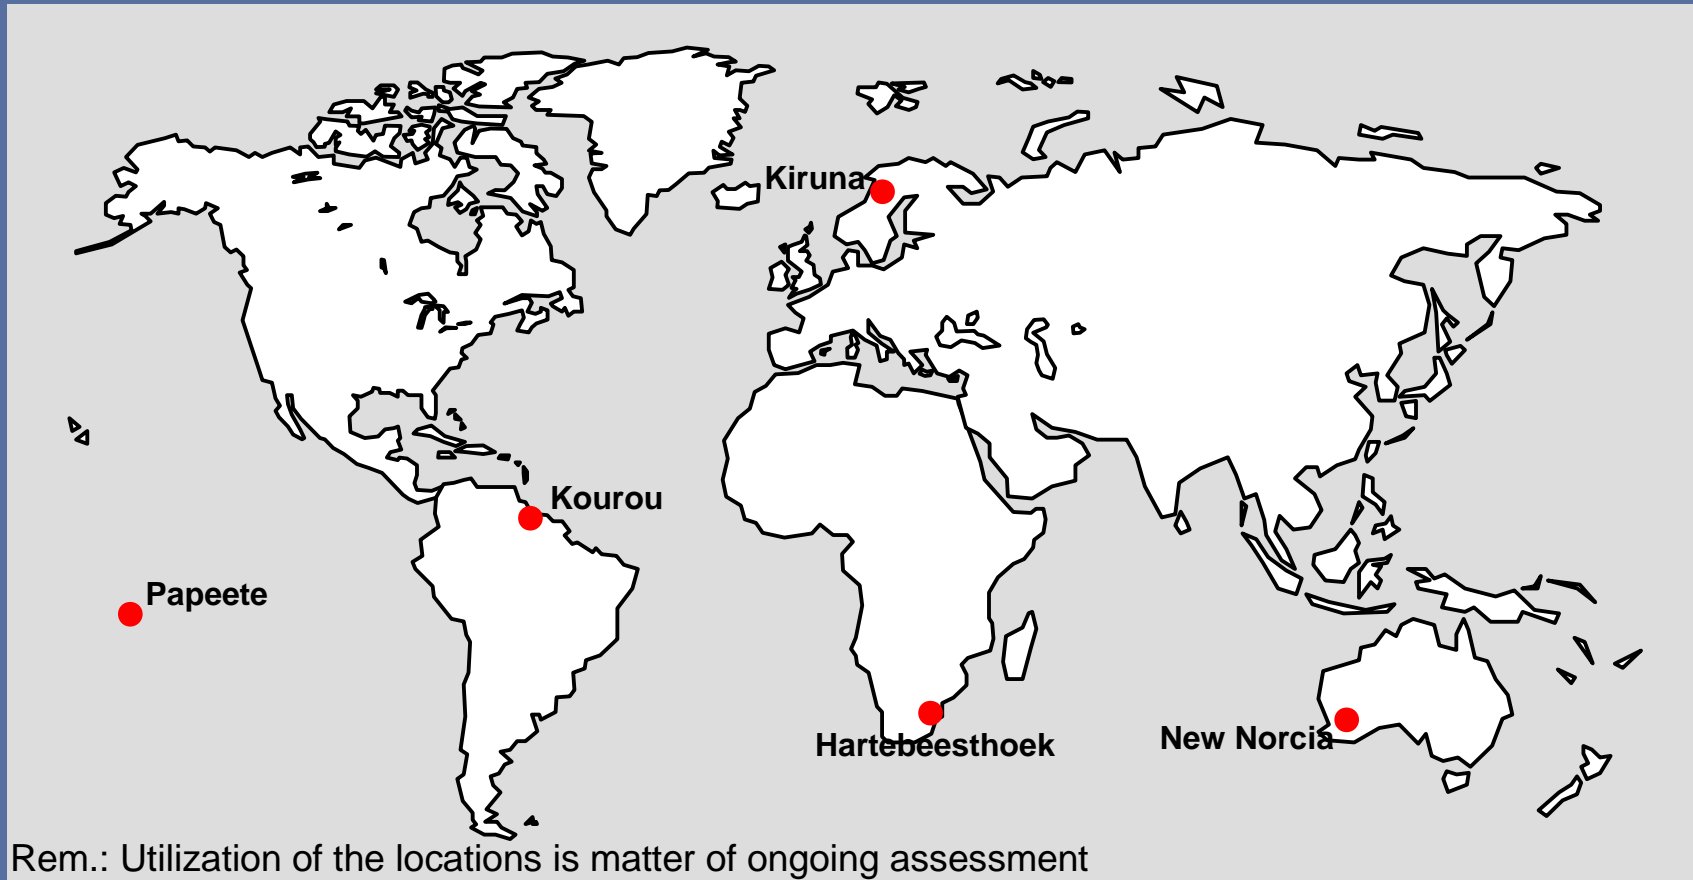 Kiruna
Kourou
Papeete
Hartebeesthoek
New Norcia
Rem.: Utilization of the locations is matter of ongoing assessment